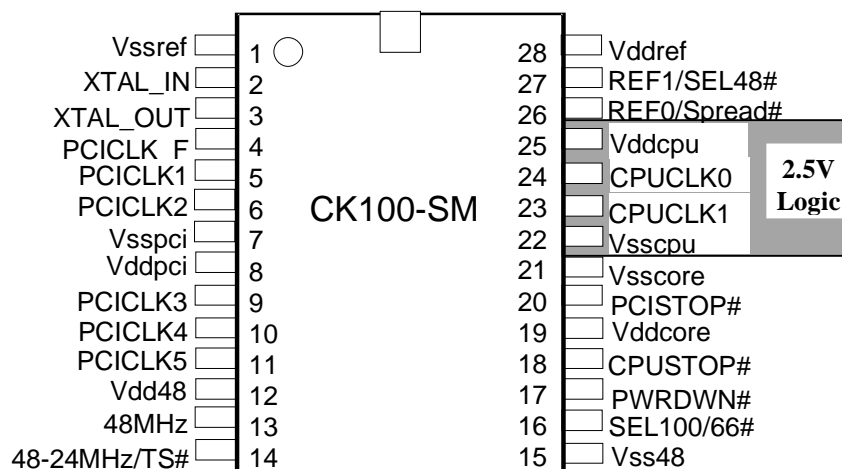 Vssref 1 28 Vddref
XTAL_IN 2 27 REF1/SEL48#
XTAL_OUT 3 26 REF0/Spread#
PCICLK_F 4 25 Vddcpu
PCICLK1 5 24 CPUCLK0
PCICLK2 6 23 CPUCLK1
Vsspci 7 22 Vsscpu
Vddpci 8 21 Vsscore
PCICLK3 9 20 PCISTOP#
PCICLK4 10 19 Vddcore
PCICLK5 11 18 CPUSTOP#
Vdd48 12 17 PWRDWN#
48MHz 13 16 SEL100/66#
48-24MHz/TS# 14 15 Vss48
CK100-SM
2.5V
Logic